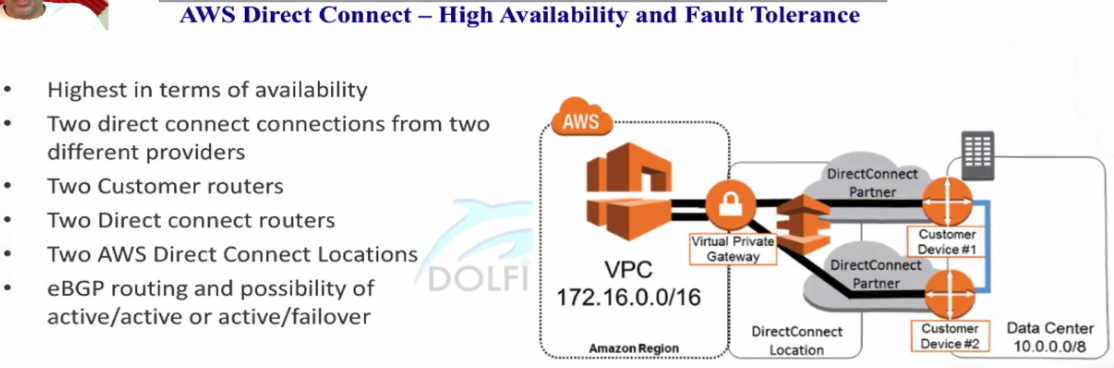 AWS Direct Connect – High Availability and Fault Tolerance
• Highest in terms of availability
• Two direct connect connections from two
different providers
• Two Customer routers
• Two Direct connect routers
• Two AWS Direct Connect Locations
• eBGP routing and possibility of
active/active or active/failover
DOLFI
AWS
VPC
172.16.0.0/16
Amazon Region
Virtual Private
Gateway
DirectConnect
Location
DirectConnect
Partner
DirectConnect
Partner
Customer
Device #1
Customer
Device #2
Data Center
10.0.0.0/8